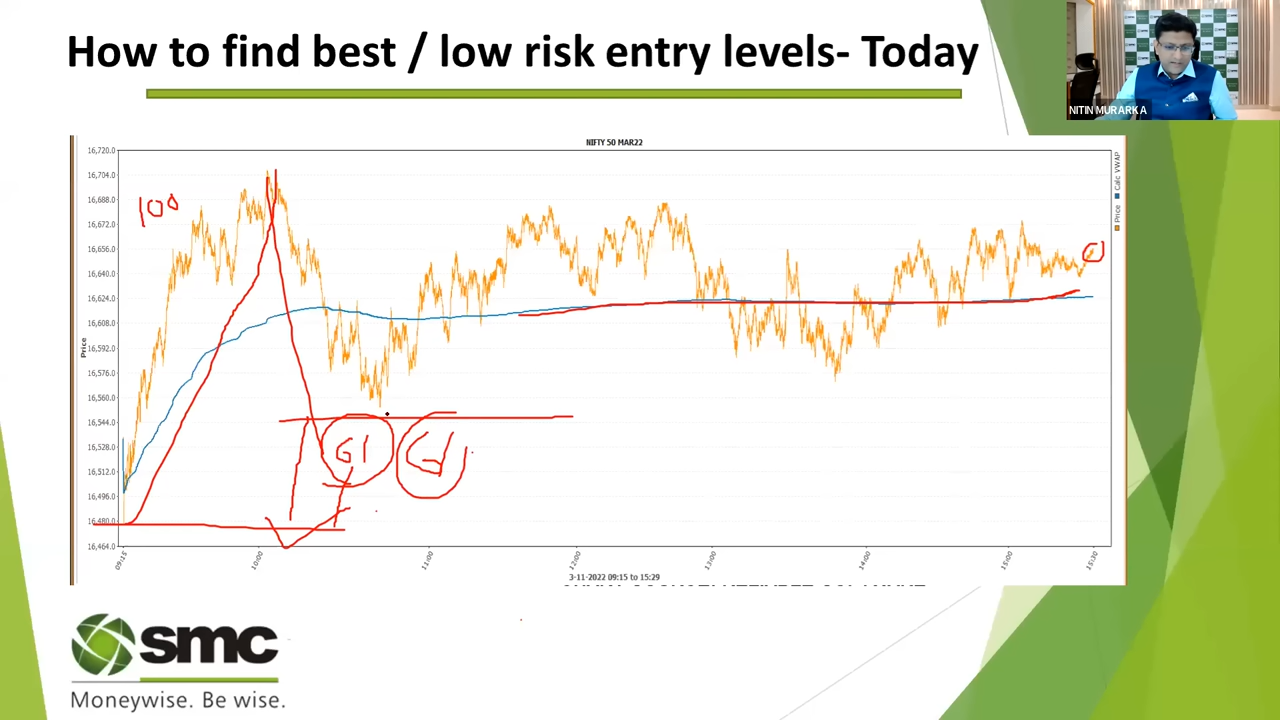 How to find best / low risk entry levels- Today
NITIN MURARKA
NIFTY 50 MAR22
16,720.0
16,704.0
16,688.0
16,672.0
16,656.0
16,640.0
16,624.0
16,608.0
16,592.0
16,576.0
16,560.0
16,544.0
16,528.0
16,512.0
16,496.0
16,480.0
16,464.0
Price
100
61
Price Calc VWAP
09:15 10:00 11:00 12:00 13:00 14:00 15:00 15:30
3-11-2022 09:15 to 15:29
smc
Moneywise. Be wise.